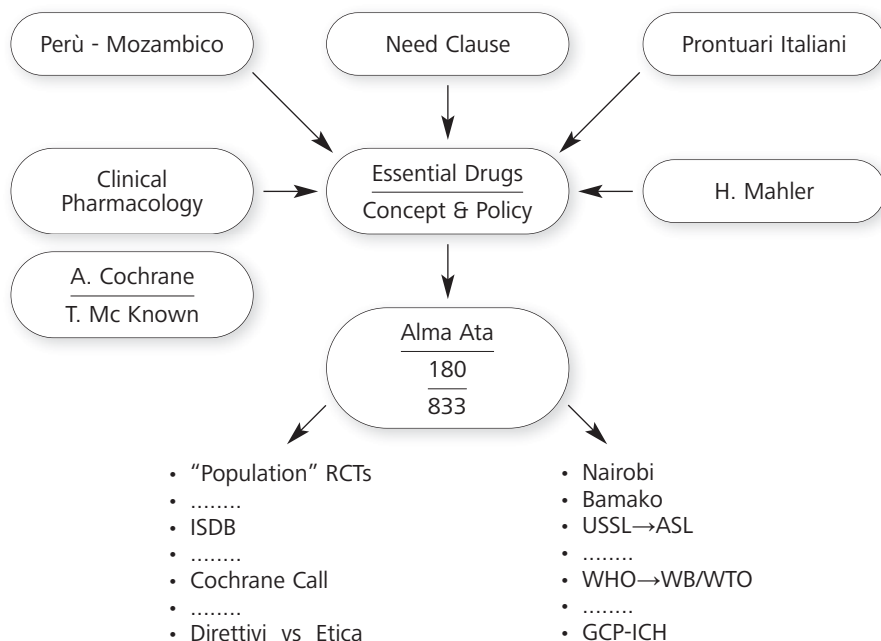 Perù - Mozambico
Need Clause
Prontuari Italiani
Clinical
Pharmacology
Essential Drugs
Concept & Policy
H. Mahler
A. Cochrane
T. Mc Known
Alma Ata
180
833
• “Population” RCTs
• ........
• ISDB
• ........
• Cochrane Call
• ........
• Direttivi vs Etica
• Nairobi
• Bamako
• USSL→ASL
• ........
• WHO→WB/WTO
• ........
• GCP-ICH